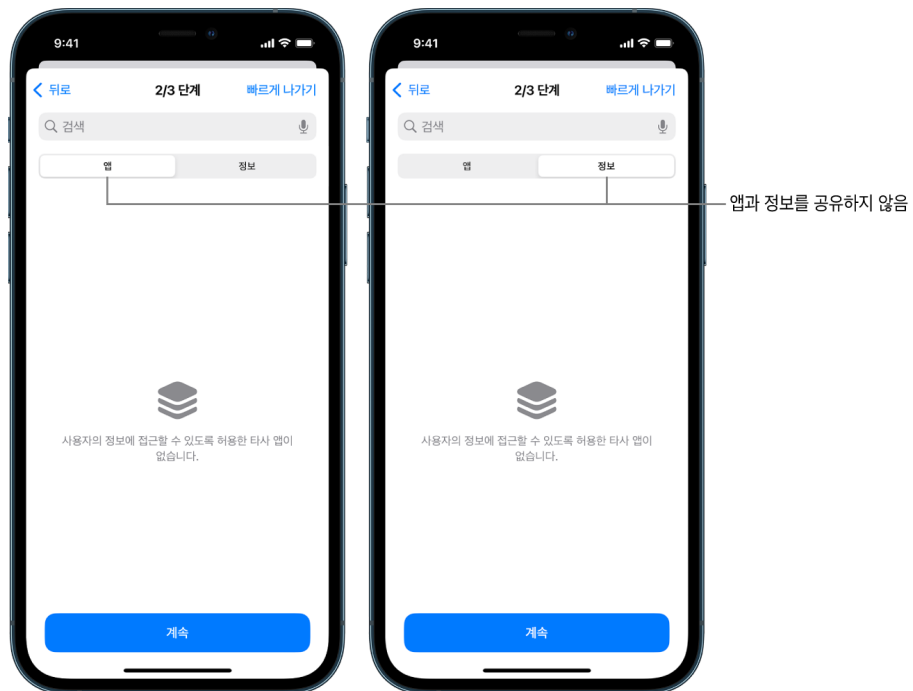 9:41
뒤로
2/3 단계
빠르게 나가기
검색
앱
정보
사용자의 정보에 접근할 수 있도록 허용한 타사 앱이
없습니다.
계속
9:41
뒤로
2/3 단계
빠르게 나가기
검색
앱
정보
사용자의 정보에 접근할 수 있도록 허용한 타사 앱이
없습니다.
계속
앱과 정보를 공유하지 않음